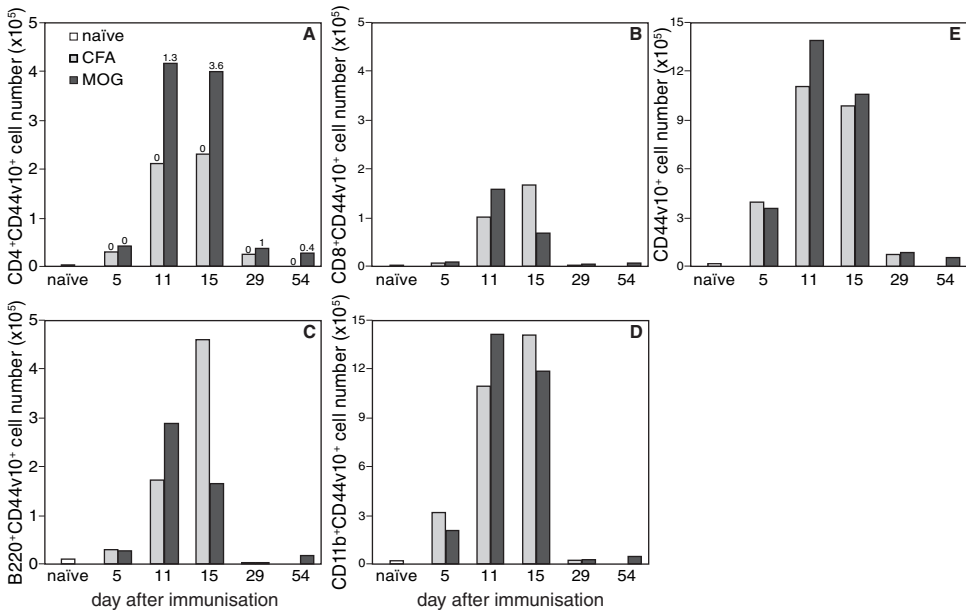 A
CD4⁺CD44v10⁺ cell number (x10⁵)
5
4
3
2
1
0
naïve
CFA
MOG
0
0
0
1.3
0
3.6
0
1
0
0.4
naïve 5 11 15 29 54
B
CD8⁺CD44v10⁺ cell number (x10⁵)
5
4
3
2
1
0
naïve 5 11 15 29 54
E
CD44v10⁺ cell number (x10⁵)
15
12
9
6
3
0
naïve 5 11 15 29 54
C
B220⁺CD44v10⁺ cell number (x10⁵)
5
4
3
2
1
0
naïve 5 11 15 29 54
day after immunisation
D
CD11b⁺CD44v10⁺ cell number (x10⁵)
15
12
9
6
3
0
naïve 5 11 15 29 54
day after immunisation